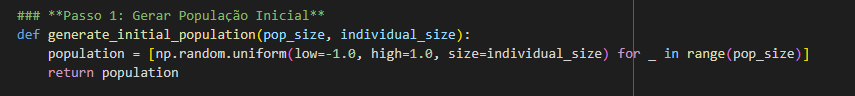 ### **Passo 1: Gerar População Inicial**
def generate_initial_population(pop_size, individual_size):
    population = [np.random.uniform(low=-1.0, high=1.0, size=individual_size) for _ in range(pop_size)]
    return population